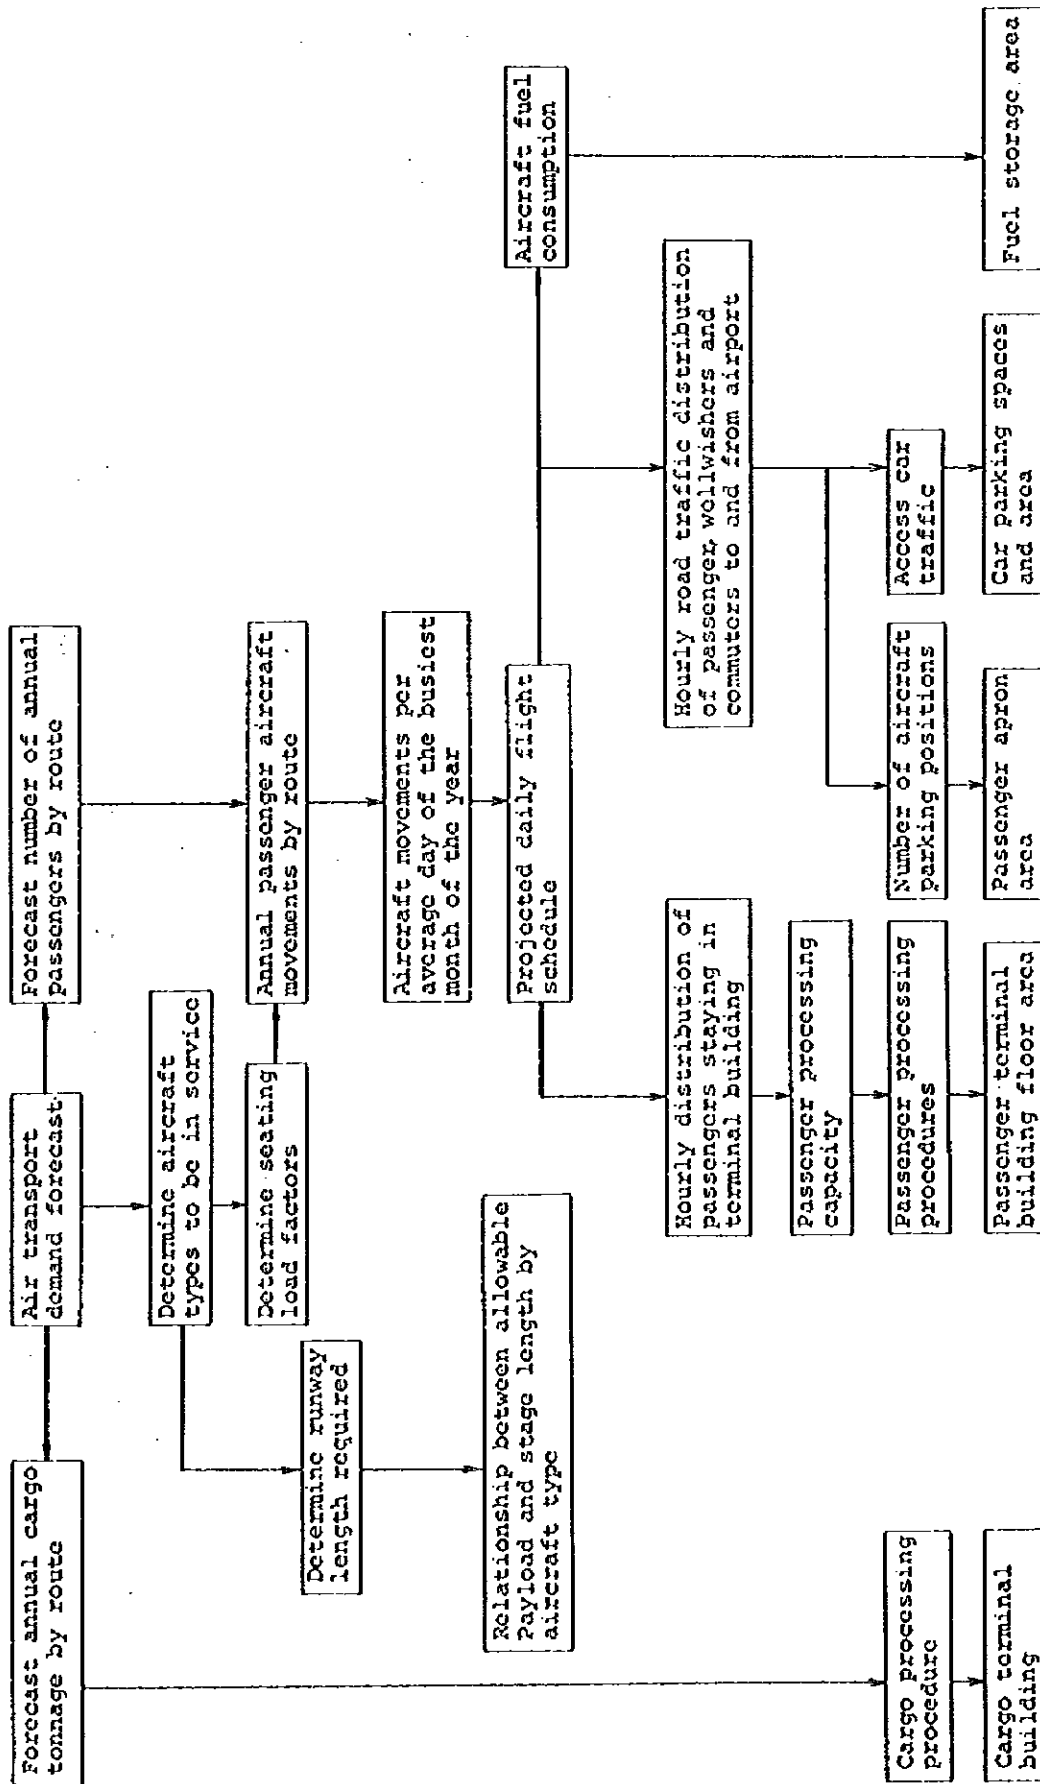 Forecast annual cargo
tonnage by route
Air transport
demand forecast
Forecast number of annual
passengers by route
Determine aircraft
types to be in service
Determine seating
load factors
Annual passenger aircraft
movements by route
Determine runway
length required
Aircraft movements per
average day of the busiest
month of the year
Relationship between allowable
Payload and stage length by
aircraft type
Projected daily flight
schedule
Aircraft fuel
consumption
Hourly distribution of
passengers staying in
terminal building
Hourly road traffic distribution
of passenger, wellwishers and
commuters to and from airport
Passenger processing
capacity
Cargo processing
procedure
Passenger processing
procedures
Number of aircraft
parking positions
Access car
traffic
Cargo terminal
building
Passenger terminal
building floor area
Passenger apron
area
Car parking spaces
and area
Fuel storage area